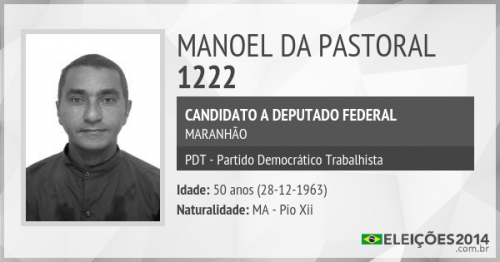 MANOEL DA PASTORAL
1222
CANDIDATO A DEPUTADO FEDERAL
MARANHÃO
PDT - Partido Democrático Trabalhista
Idade: 50 anos (28-12-1963)
Naturalidade: MA - Pio Xii
ELEIÇÕES2014
.com.br